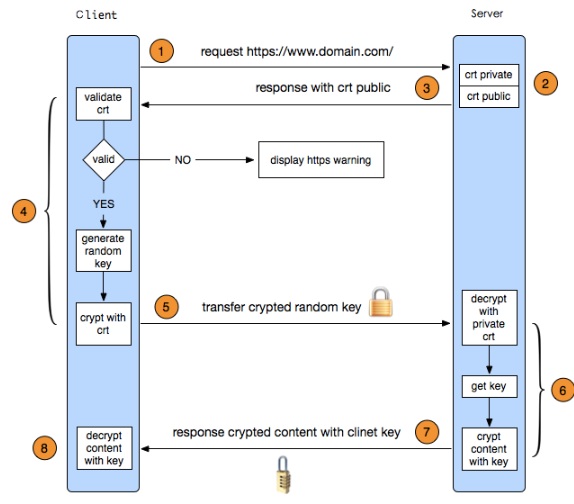 Client
Server
1
request https://www.domain.com/
crt private
crt public
2
response with crt public
3
validate
crt
valid
NO
display https warning
YES
4
generate
random
key
crypt with
crt
5
transfer crypted random key
decrypt
with
private
crt
get key
6
crypt
content
with key
7
response crypted content with clinet key
8
decrypt
content
with key